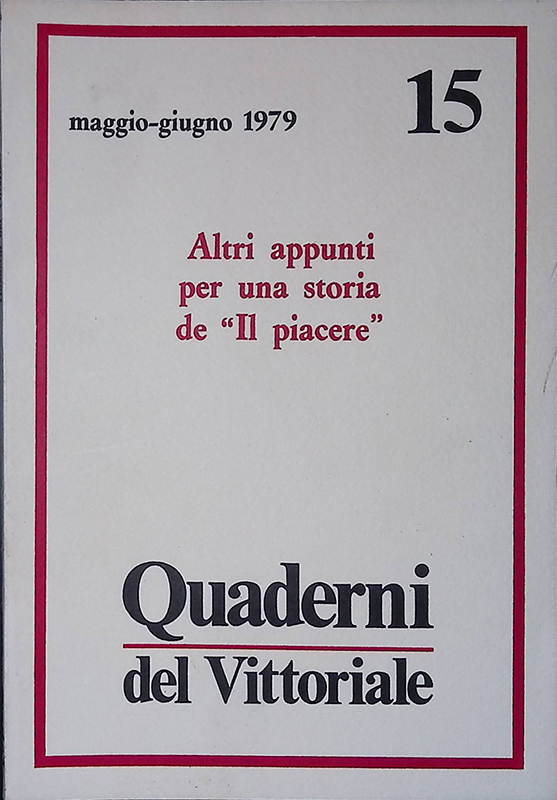 maggio-giugno 1979
15
Altri appunti
per una storia
de “Il piacere”
Quaderni
del Vittoriale